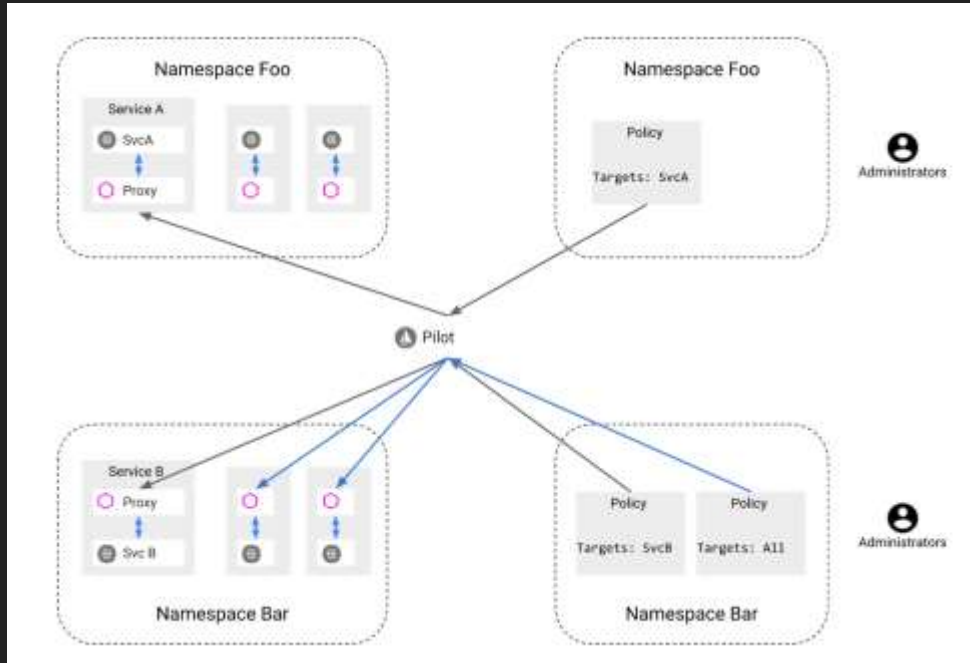 Namespace Foo
Service A
SvcA
Proxy
Namespace Foo
Policy
Targets: SvcA
Administrators
Pilot
Service B
Proxy
Svc B
Namespace Bar
Policy
Targets: SvcB
Policy
Targets: All
Namespace Bar
Administrators